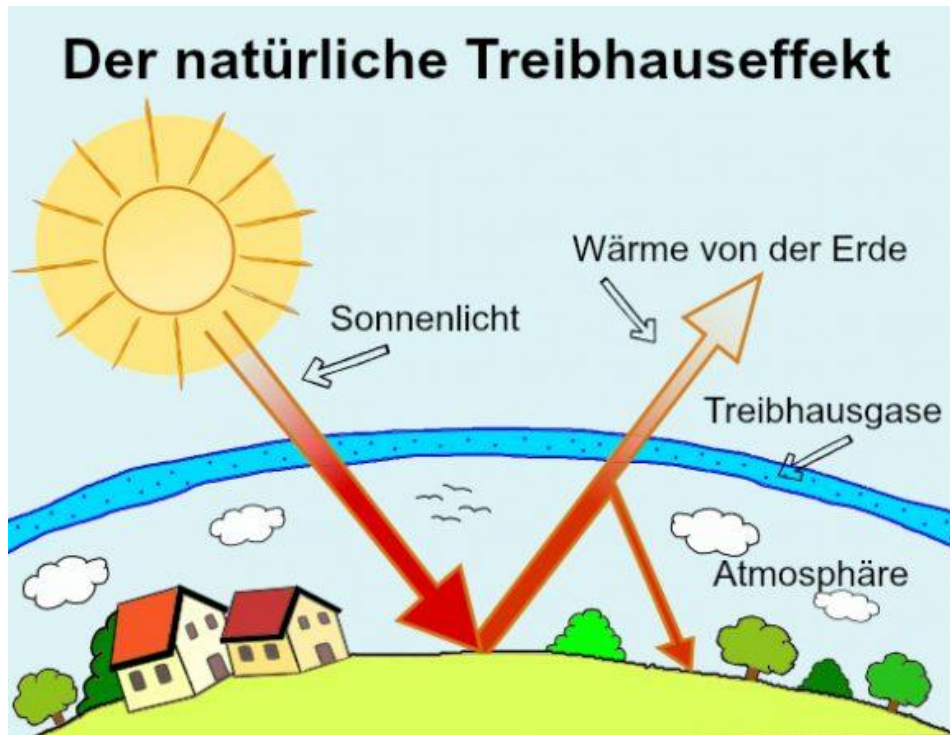 Der natürliche Treibhauseffekt
Wärme von der Erde
Sonnenlicht
Treibhausgase
Atmosphäre